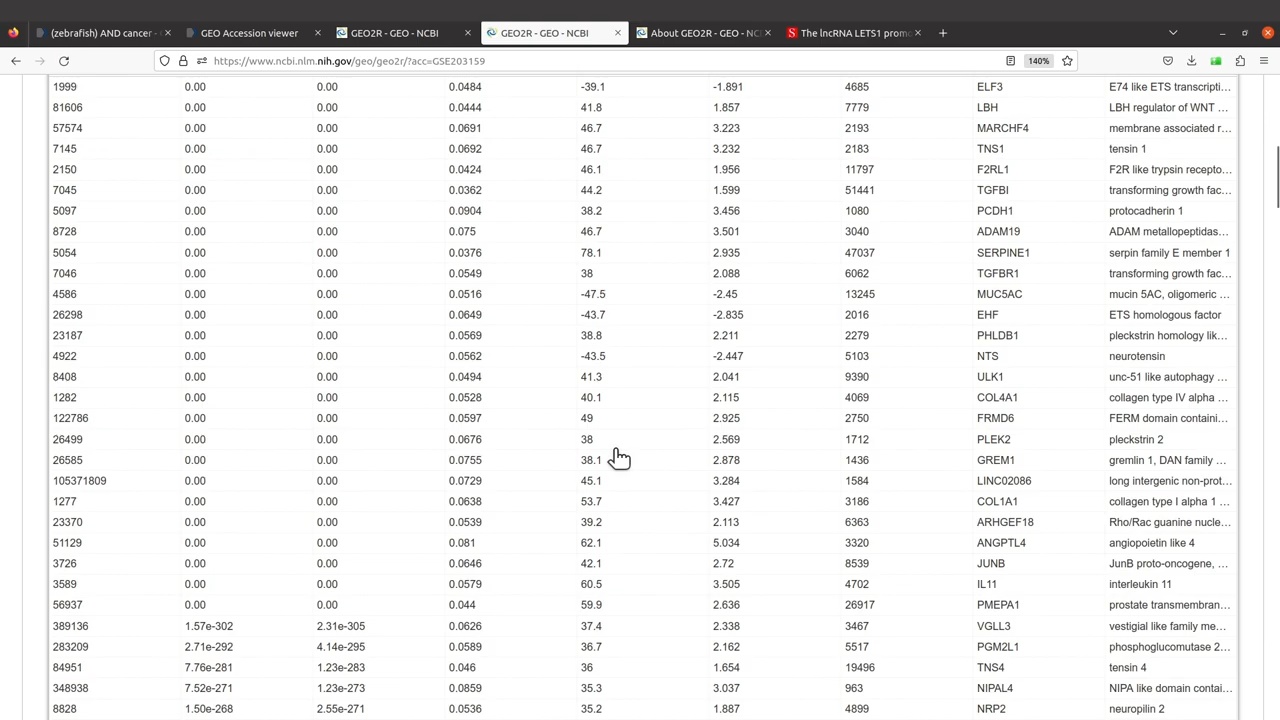 (zebrafish) AND cancer - GEO Accession viewer GEO2R - GEO - NCBI GEO2R - GEO - NCBI About GEO2R - GEO - NCBI The lncRNA LETS1 promo
https://www.ncbi.nlm.nih.gov/geo/geo2r/?acc=GSE203159 140%
1999 0.00 0.00 0.0484 -39.1 -1.891 4685 ELF3 E74 like ETS transcripti...
81606 0.00 0.00 0.0444 41.8 1.857 7779 LBH LBH regulator of WNT ...
57574 0.00 0.00 0.0691 46.7 3.223 2193 MARCHF4 membrane associated r...
7145 0.00 0.00 0.0692 46.7 3.232 2183 TNS1 tensin 1
2150 0.00 0.00 0.0424 46.1 1.956 11797 F2RL1 F2R like trypsin recepto...
7045 0.00 0.00 0.0362 44.2 1.599 51441 TGFBI transforming growth fac...
5097 0.00 0.00 0.0904 38.2 3.456 1080 PCDH1 protocadherin 1
8728 0.00 0.00 0.075 46.7 3.501 3040 ADAM19 ADAM metallopeptidas...
5054 0.00 0.00 0.0376 78.1 2.935 47037 SERPINE1 serpin family E member 1
7046 0.00 0.00 0.0549 38 2.088 6062 TGFBR1 transforming growth fac...
4586 0.00 0.00 0.0516 -47.5 -2.45 13245 MUC5AC mucin 5AC, oligomeric ...
26298 0.00 0.00 0.0649 -43.7 -2.835 2016 EHF ETS homologous factor
23187 0.00 0.00 0.0569 38.8 2.211 2279 PHLDB1 pleckstrin homology lik...
4922 0.00 0.00 0.0562 -43.5 -2.447 5103 NTS neurotensin
8408 0.00 0.00 0.0494 41.3 2.041 9390 ULK1 unc-51 like autophagy ...
1282 0.00 0.00 0.0528 40.1 2.115 4069 COL4A1 collagen type IV alpha ...
122786 0.00 0.00 0.0597 49 2.925 2750 FRMD6 FERM domain containi...
26499 0.00 0.00 0.0676 38 2.569 1712 PLEK2 pleckstrin 2
26585 0.00 0.00 0.0755 38.1 2.878 1436 GREM1 gremlin 1, DAN family ...
105371809 0.00 0.00 0.0729 45.1 3.284 1584 LINC02086 long intergenic non-prot...
1277 0.00 0.00 0.0638 53.7 3.427 3186 COL1A1 collagen type I alpha 1 ...
23370 0.00 0.00 0.0539 39.2 2.113 6363 ARHGEF18 Rho/Rac guanine nucle...
51129 0.00 0.00 0.081 62.1 5.034 3320 ANGPTL4 angiopoietin like 4
3726 0.00 0.00 0.0646 42.1 2.72 8539 JUNB JunB proto-oncogene, ...
3589 0.00 0.00 0.0579 60.5 3.505 4702 IL11 interleukin 11
56937 0.00 0.00 0.044 59.9 2.636 26917 PMEPA1 prostate transmembran...
389136 1.57e-302 2.31e-305 0.0626 37.4 2.338 3467 VGLL3 vestigial like family me...
283209 2.71e-292 4.14e-295 0.0589 36.7 2.162 5517 PGM2L1 phosphoglucomutase 2...
84951 7.76e-281 1.23e-283 0.046 36 1.654 19496 TNS4 tensin 4
348938 7.52e-271 1.23e-273 0.0859 35.3 3.037 963 NIPAL4 NIPA like domain contai...
8828 1.50e-268 2.55e-271 0.0536 35.2 1.887 4899 NRP2 neuropilin 2